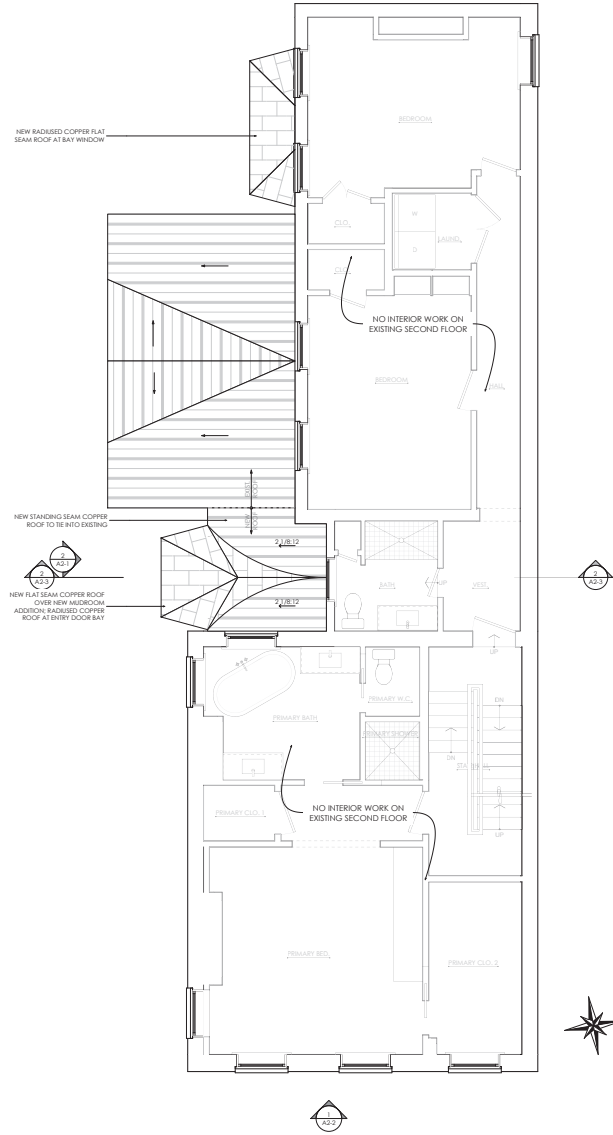 BEDROOM
NEW RADIUSED COPPER FLAT
SEAM ROOF AT BAY WINDOW
W
CLO.
LAUND.
D
CLO.
NO INTERIOR WORK ON
EXISTING SECOND FLOOR
BEDROOM
HALL
EXIST
ROOF
NEW
ROOF
NEW STANDING SEAM COPPER
ROOF TO TIE INTO EXISTING
2 1/8:12
2
A2-1
2
A2-3
2
A2-3
BATH
UP
VEST.
NEW FLAT SEAM COPPER ROOF
OVER NEW MUDROOM
ADDITION; RADIUSED COPPER
ROOF AT ENTRY DOOR BAY
2 1/8:12
UP
PRIMARY W.C.
DN
PRIMARY BATH
PRIMARY SHOWER
DN
NO INTERIOR WORK ON
EXISTING SECOND FLOOR
PRIMARY CLO. 1
UP
PRIMARY BED
PRIMARY CLO. 2
1
A2-2